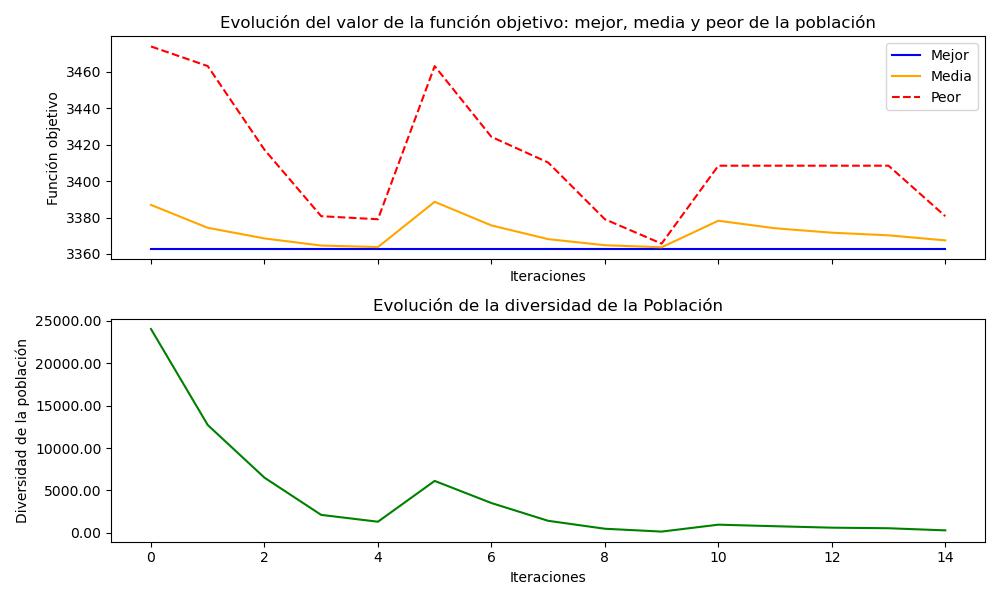 Evolución del valor de la función objetivo: mejor, media y peor de la población
Función objetivo
3460
3440
3420
3400
3380
3360
Mejor
Media
Peor
Iteraciones
Evolución de la diversidad de la Población
Diversidad de la población
25000.00
20000.00
15000.00
10000.00
5000.00
0.00
0 2 4 6 8 10 12 14
Iteraciones